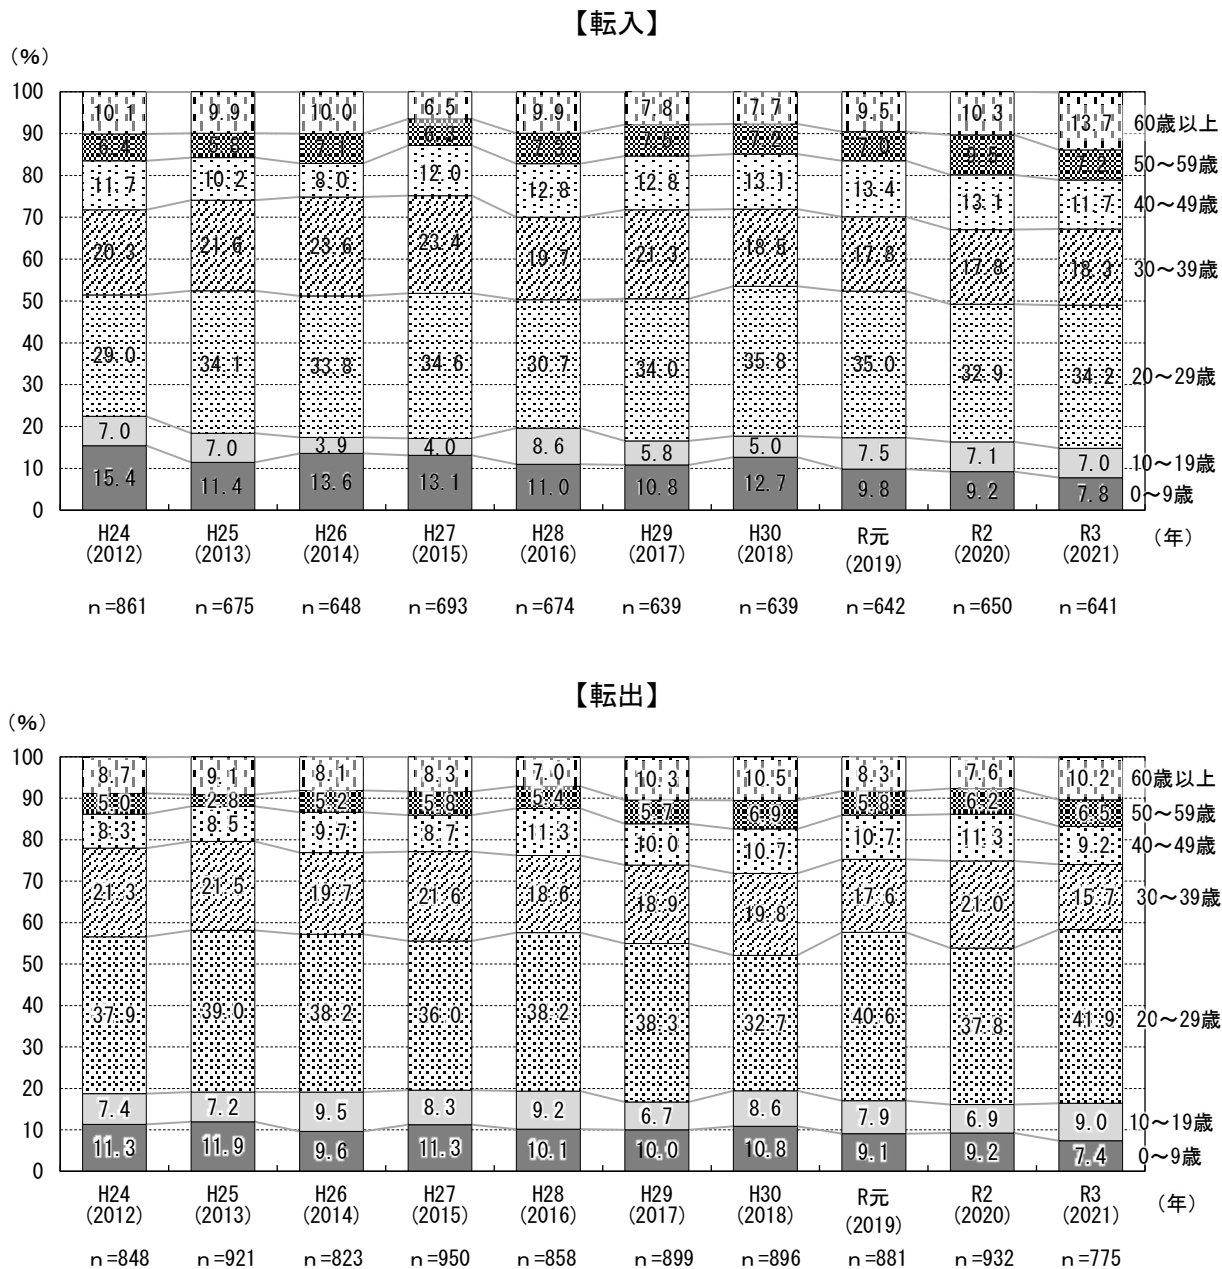 【転入】
(%)
100
10.1 9.9 10.0 6.5 9.9 7.8 7.7 9.5 10.3 13.7 60歳以上
90
6.4 5.8 7.1 6.3 7.3 7.5 7.2 7.0 9.5 7.3 50～59歳
80
11.7 10.2 8.0 12.0 12.8 12.8 13.1 13.4 13.1 11.7 40～49歳
70
20.3 21.6 23.6 23.4 19.7 21.3 18.5 17.8 17.8 18.3 30～39歳
60
50
40
29.0 34.1 33.8 34.6 30.7 34.0 35.8 35.0 32.9 34.2 20～29歳
30
20
7.0 7.0 3.9 4.0 8.6 5.8 5.0 7.5 7.1 7.0 10～19歳
10
15.4 11.4 13.6 13.1 11.0 10.8 12.7 9.8 9.2 7.8 0～9歳
0
H24 H25 H26 H27 H28 H29 H30 R元 R2 R3 (年)
(2012) (2013) (2014) (2015) (2016) (2017) (2018) (2019) (2020) (2021)
ｎ=861 ｎ=675 ｎ=648 ｎ=693 ｎ=674 ｎ=639 ｎ=639 ｎ=642 ｎ=650 ｎ=641
【転出】
(%)
100
8.7 9.1 8.1 8.3 7.0 10.3 10.5 8.3 7.6 10.2 60歳以上
90
5.0 2.8 5.2 5.8 5.4 5.7 6.9 5.8 6.2 6.5 50～59歳
80
8.3 8.5 9.7 8.7 11.3 10.0 10.7 10.7 11.3 9.2 40～49歳
70
21.3 21.5 19.7 21.6 18.6 18.9 19.8 17.6 21.0 15.7 30～39歳
60
50
40
37.9 39.0 38.2 36.0 38.2 38.3 32.7 40.6 37.8 41.9 20～29歳
30
20
7.4 7.2 9.5 8.3 9.2 6.7 8.6 7.9 6.9 9.0 10～19歳
10
11.3 11.9 9.6 11.3 10.1 10.0 10.8 9.1 9.2 7.4 0～9歳
0
H24 H25 H26 H27 H28 H29 H30 R元 R2 R3 (年)
(2012) (2013) (2014) (2015) (2016) (2017) (2018) (2019) (2020) (2021)
ｎ=848 ｎ=921 ｎ=823 ｎ=950 ｎ=858 ｎ=899 ｎ=896 ｎ=881 ｎ=932 ｎ=775